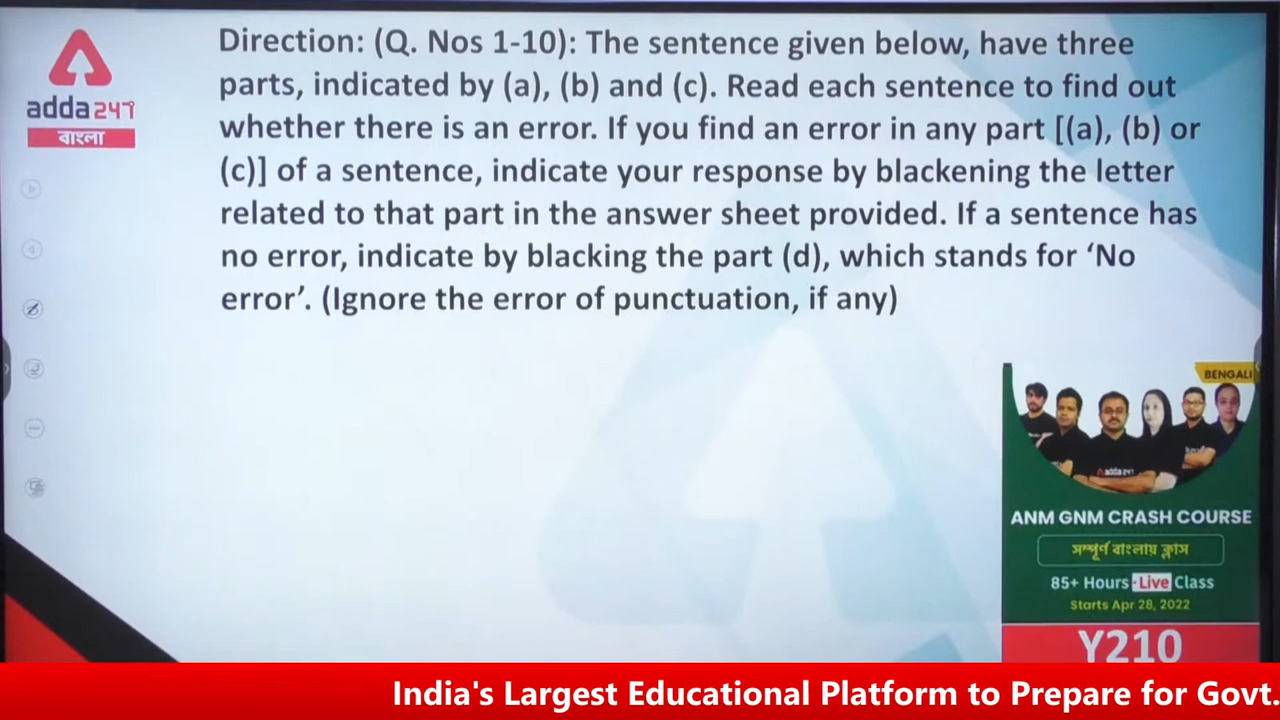 Direction: (Q. Nos 1-10): The sentence given below, have three
parts, indicated by (a), (b) and (c). Read each sentence to find out
whether there is an error. If you find an error in any part [(a), (b) or
(c)] of a sentence, indicate your response by blackening the letter
related to that part in the answer sheet provided. If a sentence has
no error, indicate by blacking the part (d), which stands for ‘No
error’. (Ignore the error of punctuation, if any)
adda247
বাংলা
BENGALI
adda247
ANM GNM CRASH COURSE
সম্পূর্ণ বাংলায় ক্লাস
85+ Hours Live Class
Starts Apr 28, 2022
Y210
India's Largest Educational Platform to Prepare for Govt.